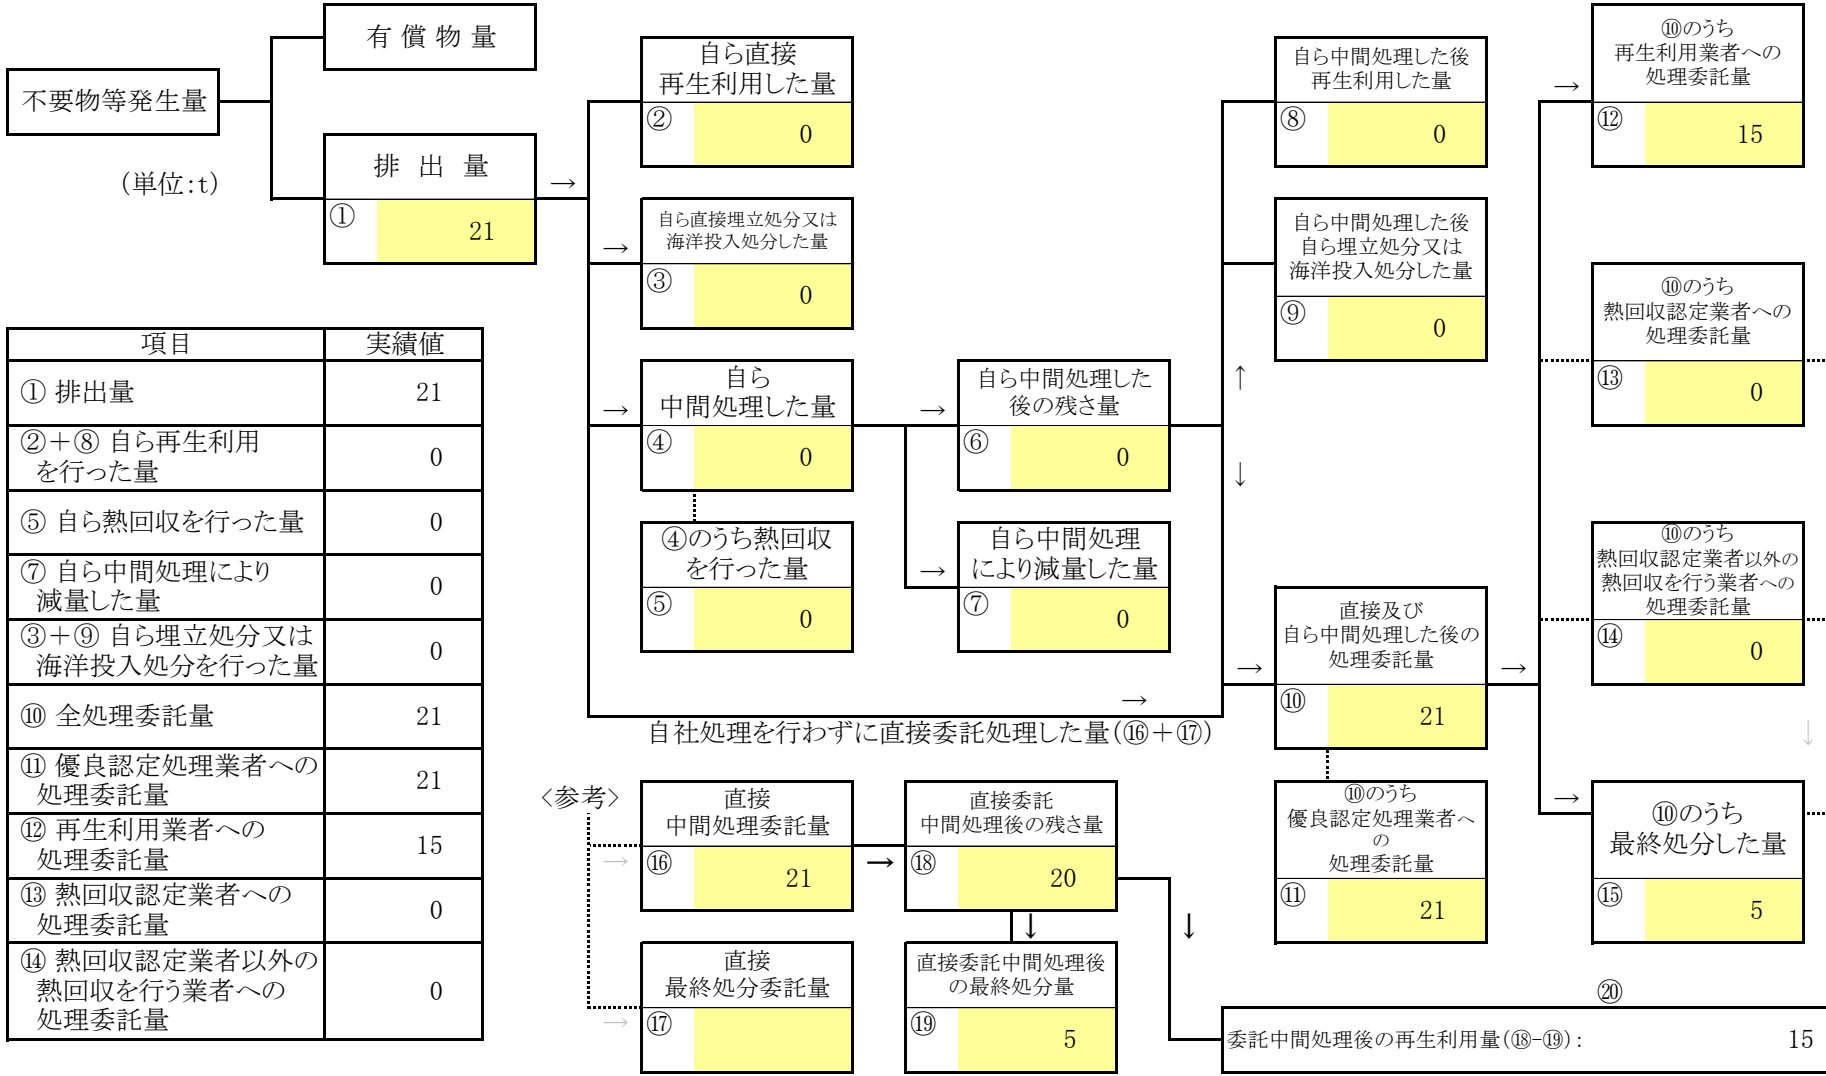 不要物等発生量
有 償 物 量
(単位:t)
排 出 量
①
21
→
自ら直接
再生利用した量
②
0
→
自ら直接埋立処分又は
海洋投入処分した量
③
0
→
自ら
中間処理した量
④
0
④のうち熱回収
を行った量
⑤
0
→
自ら中間処理した
後の残さ量
⑥
0
→
自ら中間処理
により減量した量
⑦
0
↑
↓
自ら中間処理した後
再生利用した量
⑧
0
自ら中間処理した後
自ら埋立処分又は
海洋投入処分した量
⑨
0
→
自社処理を行わずに直接委託処理した量(⑯+⑰)
→
直接及び
自ら中間処理した後の
処理委託量
⑩
21
→
⑩のうち
優良認定処理業者へ
の
処理委託量
⑪
21
→
⑩のうち
再生利用業者への
処理委託量
⑫
15
⑩のうち
熱回収認定業者への
処理委託量
⑬
0
⑩のうち
熱回収認定業者以外の
熱回収を行う業者への
処理委託量
⑭
0
↓
→
⑩のうち
最終処分した量
⑮
5
項目 実績値
① 排出量 21
②+⑧ 自ら再生利用
を行った量 0
⑤ 自ら熱回収を行った量 0
⑦ 自ら中間処理により
減量した量 0
③+⑨ 自ら埋立処分又は
海洋投入処分を行った量 0
⑩ 全処理委託量 21
⑪ 優良認定処理業者への
処理委託量 21
⑫ 再生利用業者への
処理委託量 15
⑬ 熱回収認定業者への
処理委託量 0
⑭ 熱回収認定業者以外の
熱回収を行う業者への
処理委託量 0
〈参考〉
→
直接
中間処理委託量
⑯
21
→
直接委託
中間処理後の残さ量
⑱
20
↓
↓
→
直接
最終処分委託量
⑰
直接委託中間処理後
の最終処分量
⑲
5
⑳
委託中間処理後の再生利用量(⑱-⑲): 15